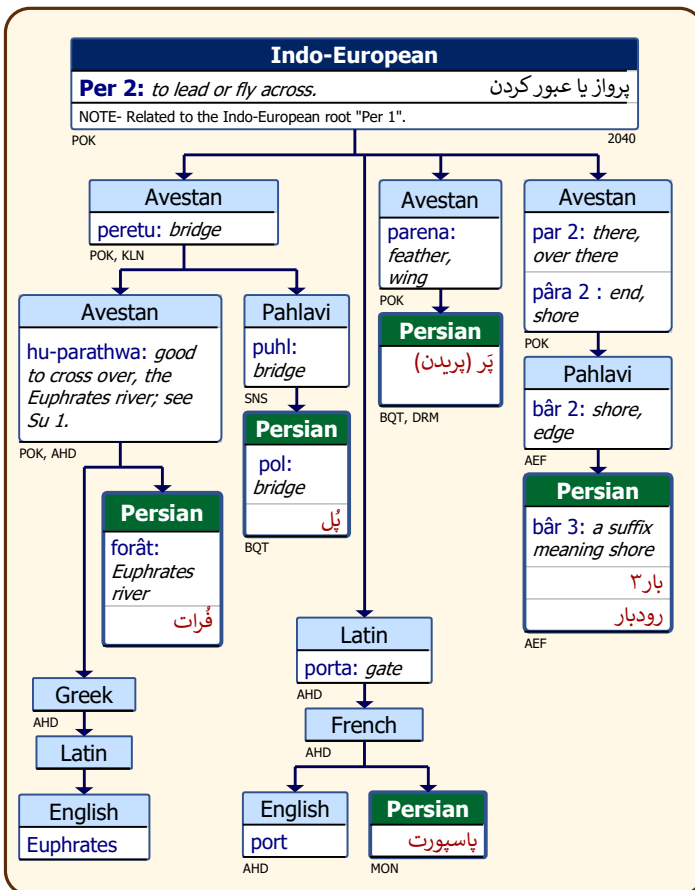 Indo-European
Per 2: to lead or fly across. پرواز یا عبور کردن
NOTE- Related to the Indo-European root "Per 1".
POK 2040
Avestan
peretu: bridge
POK, KLN
Avestan
hu-parathwa: good
to cross over, the
Euphrates river; see
Su 1.
POK, AHD
Persian
forât:
Euphrates
river
فُرات
Greek
AHD
Latin
English
Euphrates
Pahlavi
puhl:
bridge
SNS
Persian
pol:
bridge
پُل
BQT
Latin
porta: gate
AHD
French
AHD
English
port
AHD
Persian
پاسپورت
MON
Avestan
parena:
feather,
wing
POK
Persian
پَر (پریدن)
BQT, DRM
Avestan
par 2: there,
over there
pâra 2 : end,
shore
POK
Pahlavi
bâr 2: shore,
edge
AEF
Persian
bâr 3: a suffix
meaning shore
بار۳
رودبار
AEF